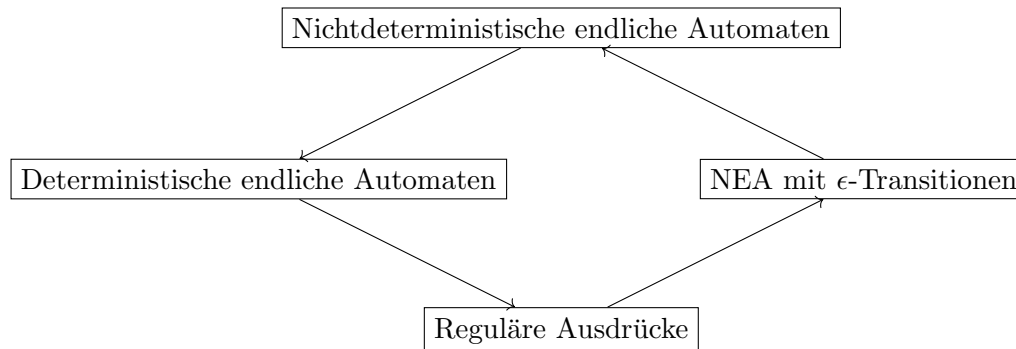 Nichtdeterministische endliche Automaten
Deterministische endliche Automaten
NEA mit ϵ-Transitionen
Reguläre Ausdrücke